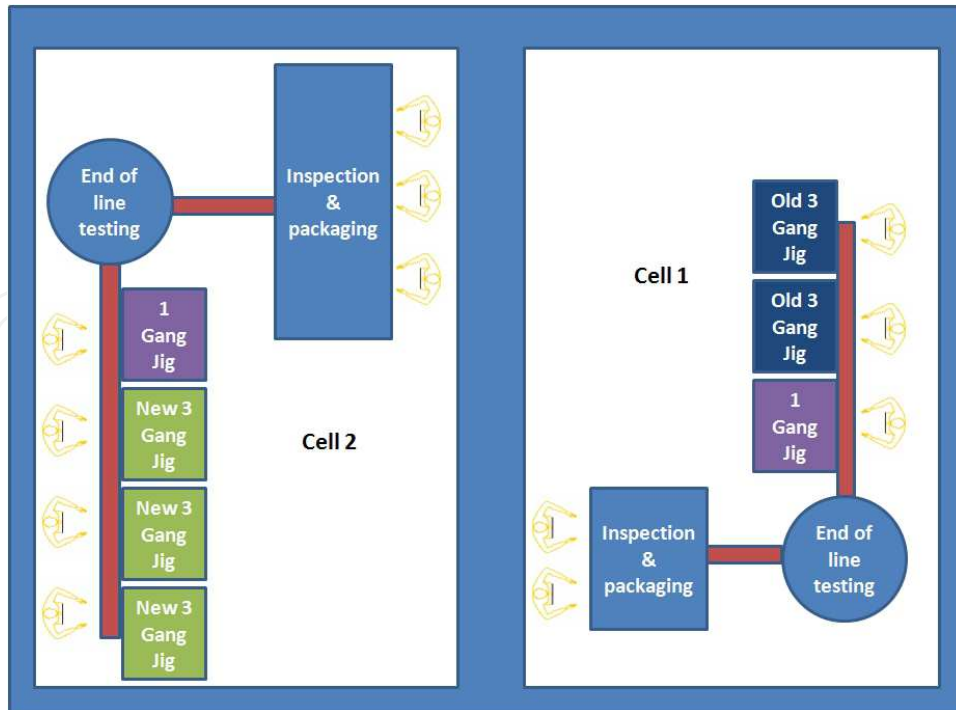 End of
line
testing
Inspection
&
packaging
1
Gang
Jig
New 3
Gang
Jig
New 3
Gang
Jig
New 3
Gang
Jig
Cell 2
Cell 1
Old 3
Gang
Jig
Old 3
Gang
Jig
1
Gang
Jig
Inspection
&
packaging
End of
line
testing